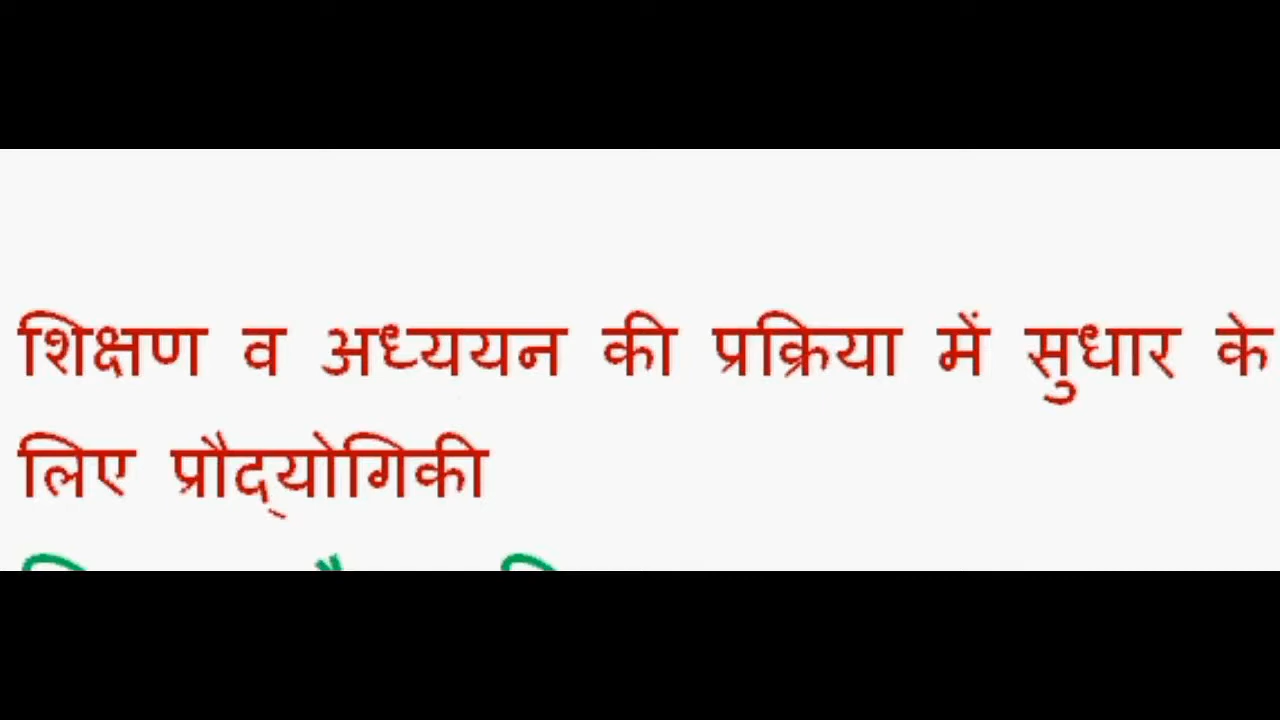 शिक्षण व अध्ययन की प्रक्रिया में सुधार के
लिए प्रौद्‌योगिकी